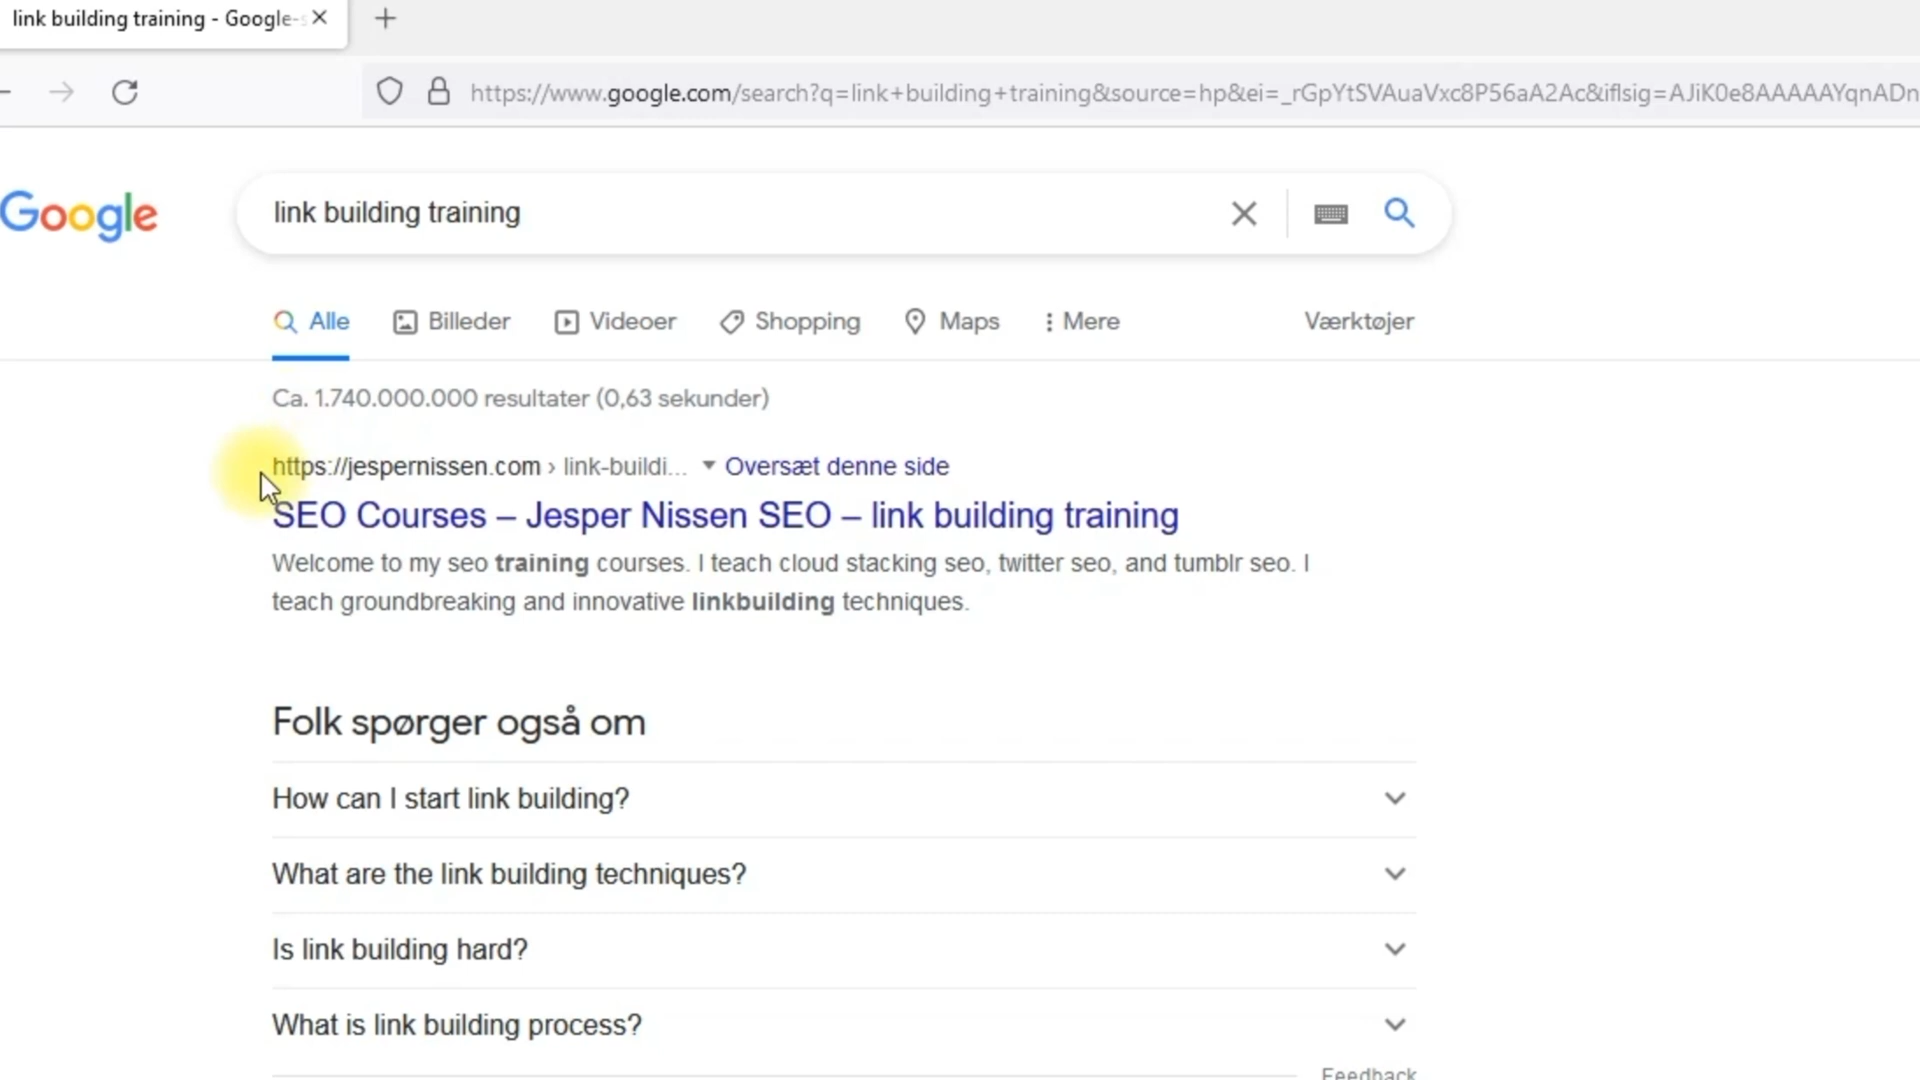 link building training - Google-s
https://www.google.com/search?q=link+building+training&source=hp&ei=_rGpYtSVAuaVxc8P56aA2Ac&iflsig=AJiK0e8AAAAAYqnADn
Google
link building training
Alle Billeder Videoer Shopping Maps Mere Værktøjer
Ca. 1.740.000.000 resultater (0,63 sekunder)
https://jespernissen.com › link-buildi... Oversæt denne side
SEO Courses – Jesper Nissen SEO – link building training
Welcome to my seo training courses. I teach cloud stacking seo, twitter seo, and tumblr seo. I
teach groundbreaking and innovative linkbuilding techniques.
Folk spørger også om
How can I start link building?
What are the link building techniques?
Is link building hard?
What is link building process?
Feedback